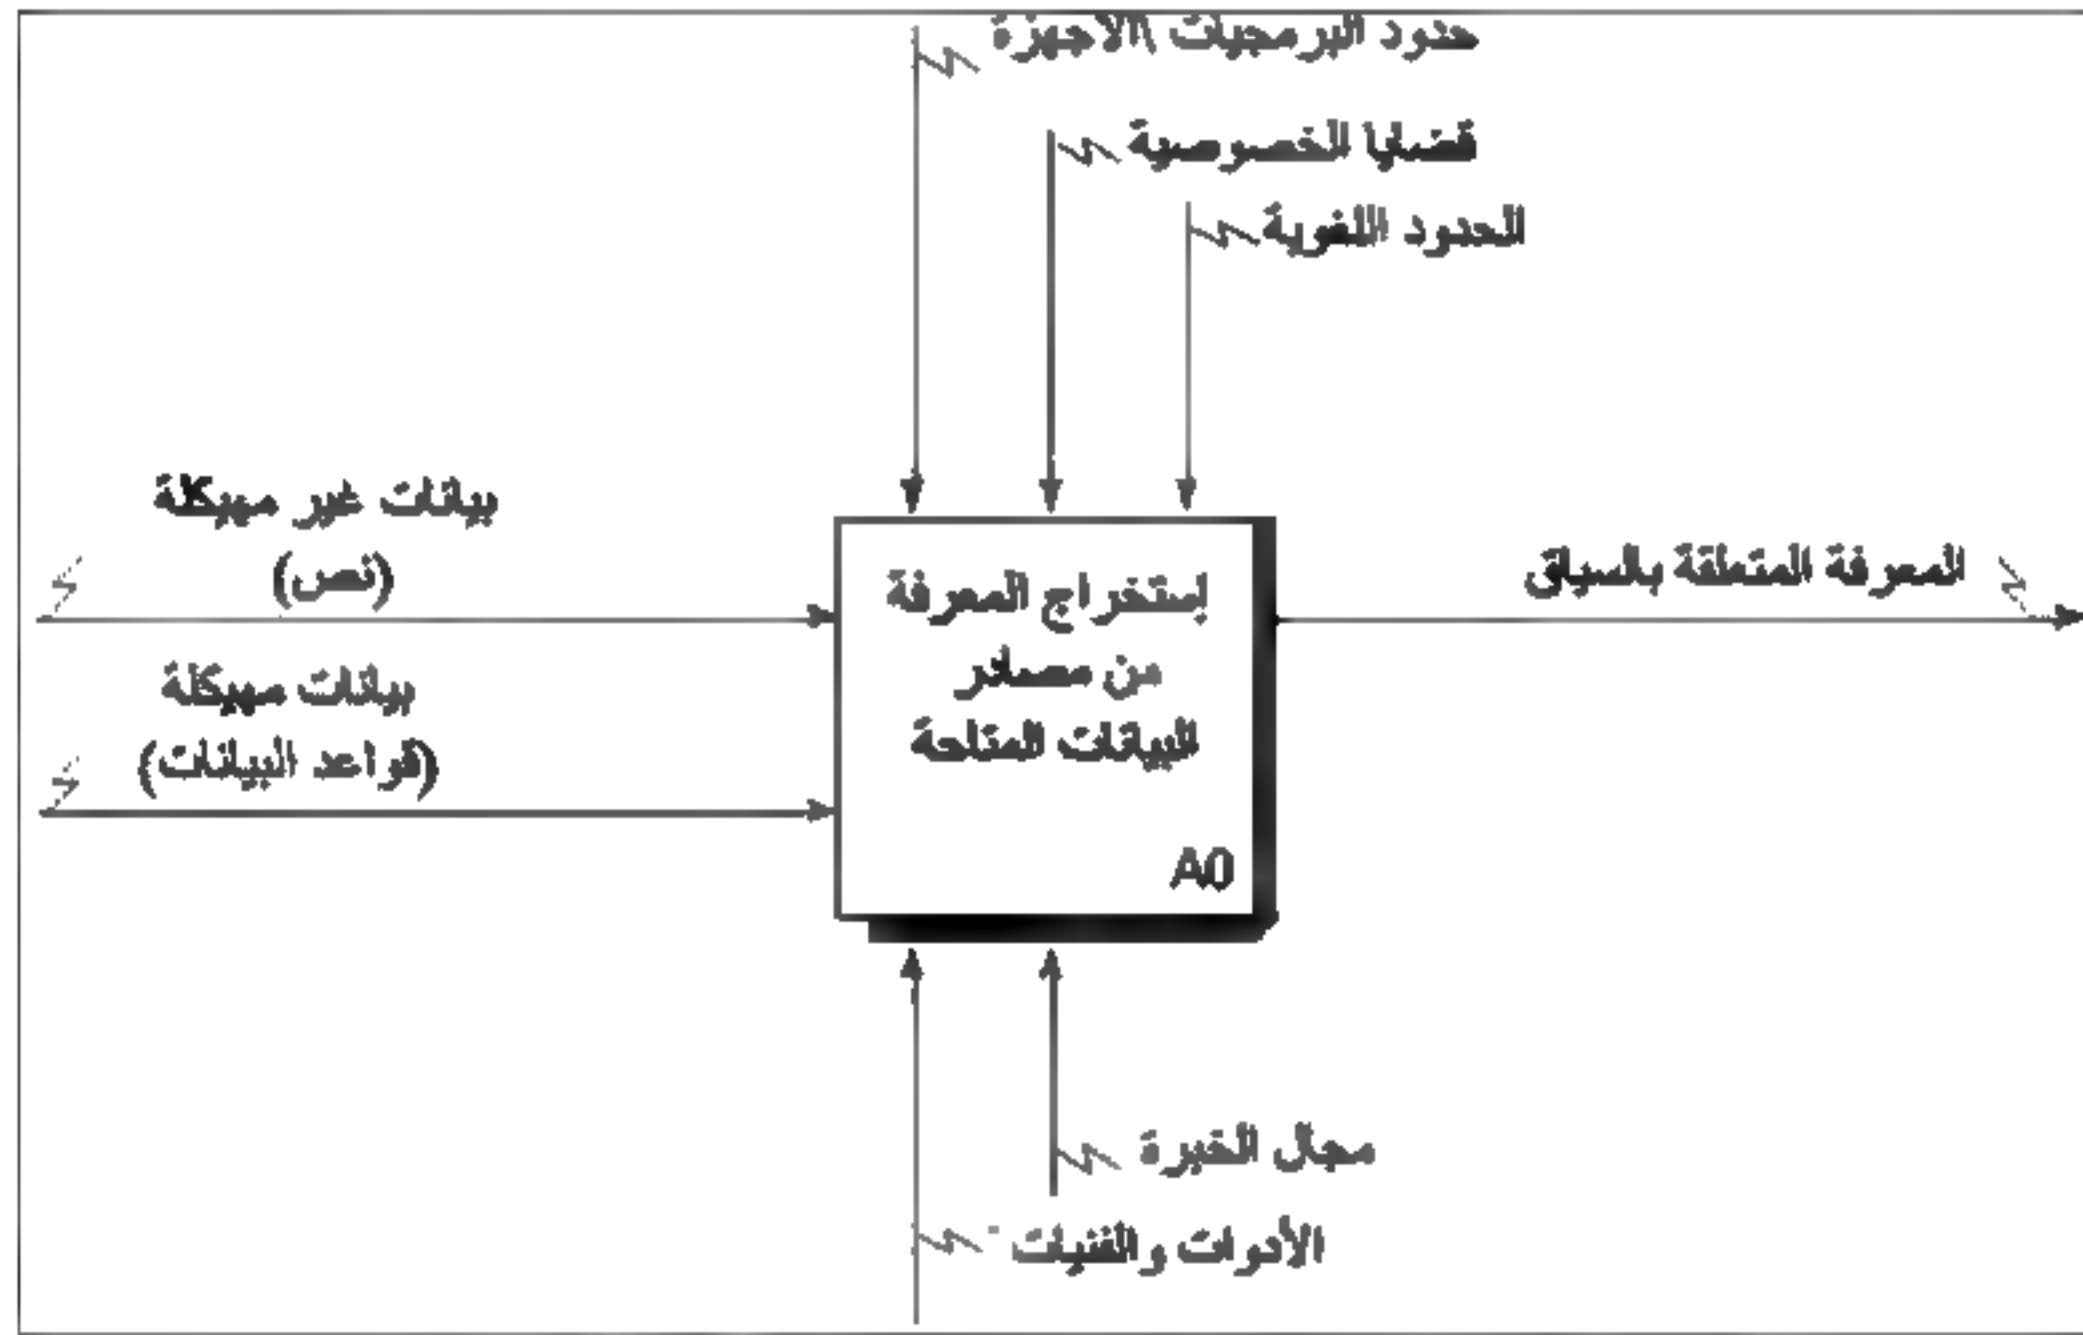 حدود البرمجيات \الأجهزة
قضايا الخصوصية
الحدود اللغوية
بيانات غير مهيكلة
(نص)
بيانات مهيكلة
(قواعد البيانات)
إستخراج المعرفة
من مصادر
البيانات المتاحة
A0
المعرفة المتعلقة بالسياق
مجال الخبرة
الأدوات والفنيات